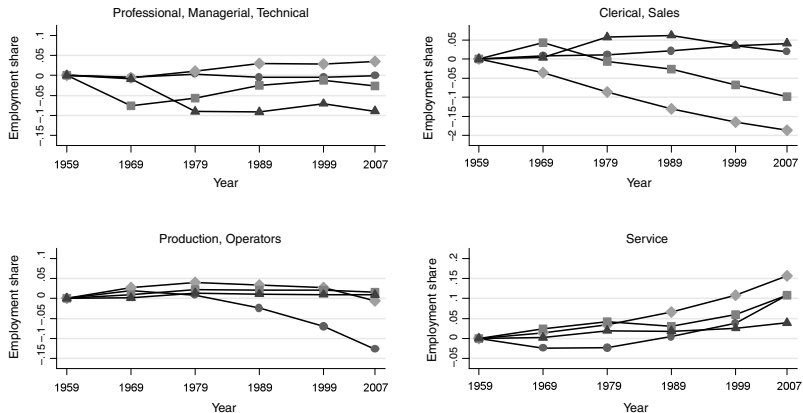 Professional, Managerial, Technical
Employment share
.1
.05
0
-.05
-.1
-.15
1959 1969 1979 1989 1999 2007
Year
Clerical, Sales
Employment share
.05
0
-.05
-.1
-.15
-.2
1959 1969 1979 1989 1999 2007
Year
Production, Operators
Employment share
.1
.05
0
-.05
-.1
-.15
1959 1969 1979 1989 1999 2007
Year
Service
Employment share
.2
.15
.1
.05
0
-.05
1959 1969 1979 1989 1999 2007
Year